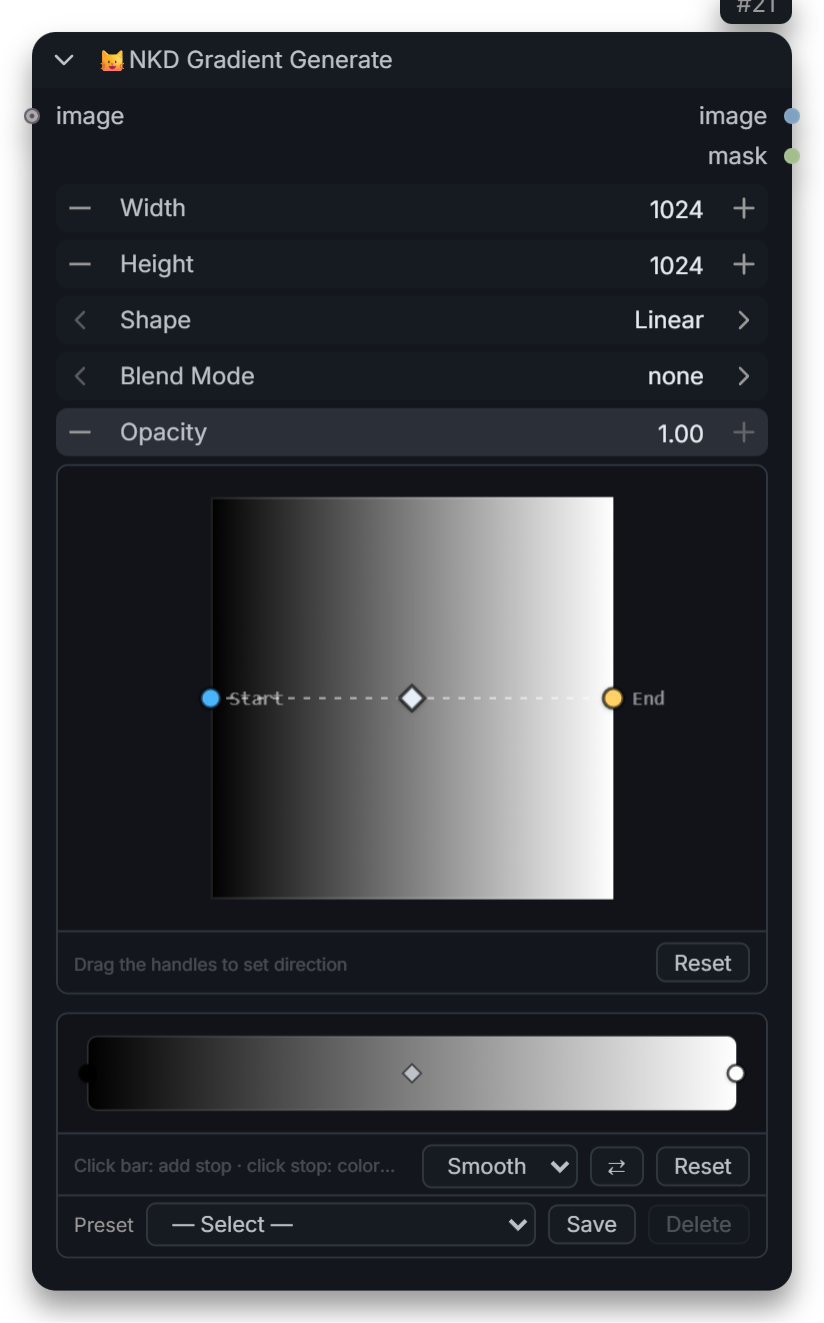 #21
NKD Gradient Generate
image
image
mask
Width 1024
Height 1024
Shape Linear
Blend Mode none
Opacity 1.00
Start
End
Drag the handles to set direction Reset
Click bar: add stop · click stop: color... Smooth Reset
Preset — Select — Save Delete